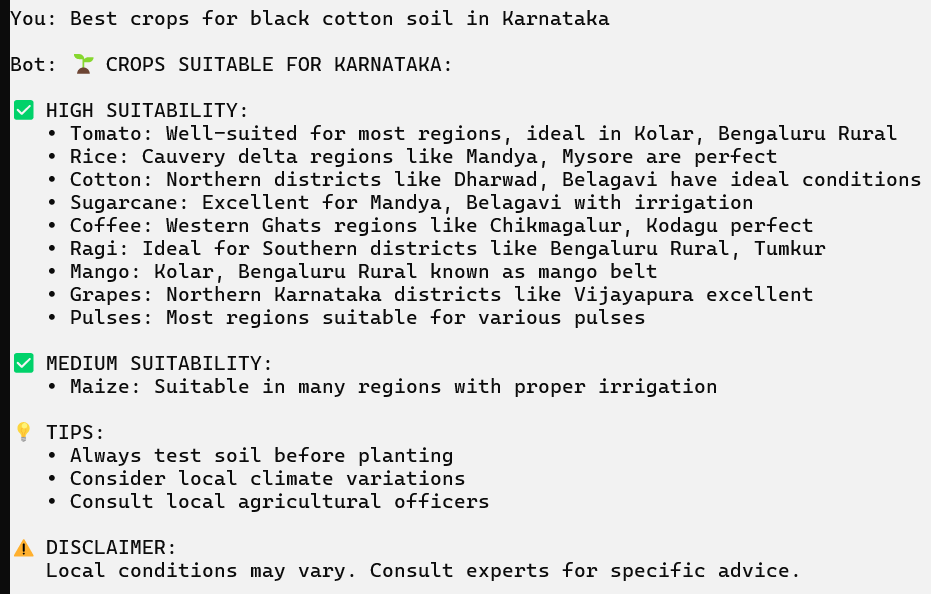 You: Best crops for black cotton soil in Karnataka
Bot: 🌱 CROPS SUITABLE FOR KARNATAKA:
✅ HIGH SUITABILITY:
• Tomato: Well-suited for most regions, ideal in Kolar, Bengaluru Rural
• Rice: Cauvery delta regions like Mandya, Mysore are perfect
• Cotton: Northern districts like Dharwad, Belagavi have ideal conditions
• Sugarcane: Excellent for Mandya, Belagavi with irrigation
• Coffee: Western Ghats regions like Chikmagalur, Kodagu perfect
• Ragi: Ideal for Southern districts like Bengaluru Rural, Tumkur
• Mango: Kolar, Bengaluru Rural known as mango belt
• Grapes: Northern Karnataka districts like Vijayapura excellent
• Pulses: Most regions suitable for various pulses
✅ MEDIUM SUITABILITY:
• Maize: Suitable in many regions with proper irrigation
💡 TIPS:
• Always test soil before planting
• Consider local climate variations
• Consult local agricultural officers
⚠️ DISCLAIMER:
Local conditions may vary. Consult experts for specific advice.